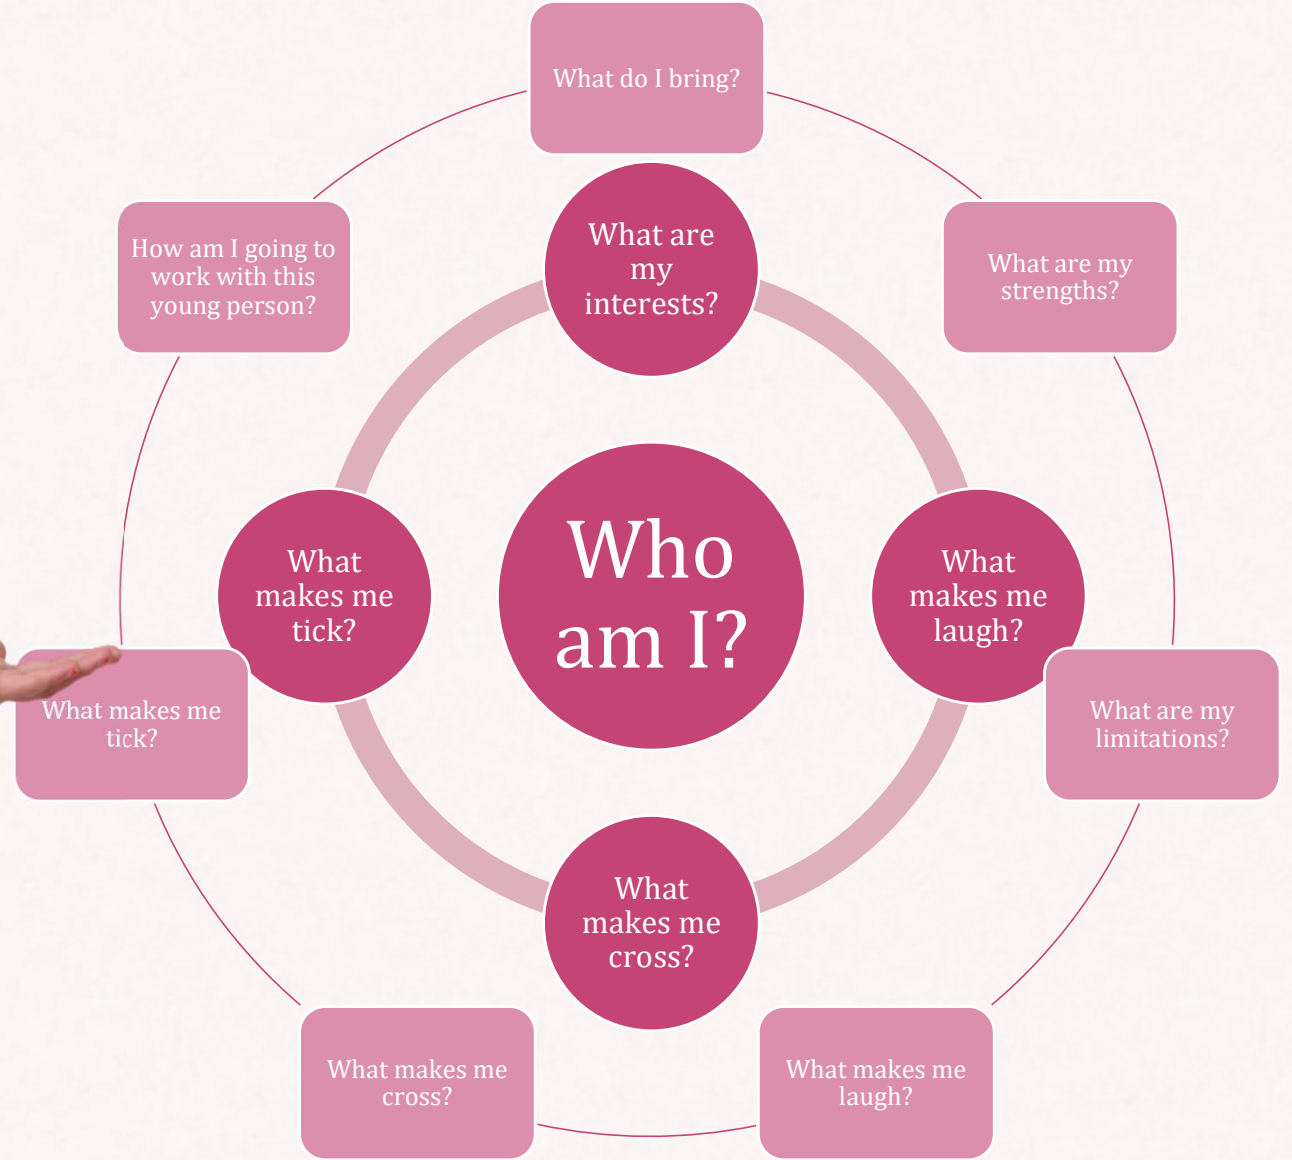 What do I bring?
What are
my
interests?
How am I going to
work with this
young person?
What are my
strengths?
Who
am I?
What
makes me
tick?
What
makes me
laugh?
What makes me
tick?
What are my
limitations?
What
makes me
cross?
What makes me
cross?
What makes me
laugh?